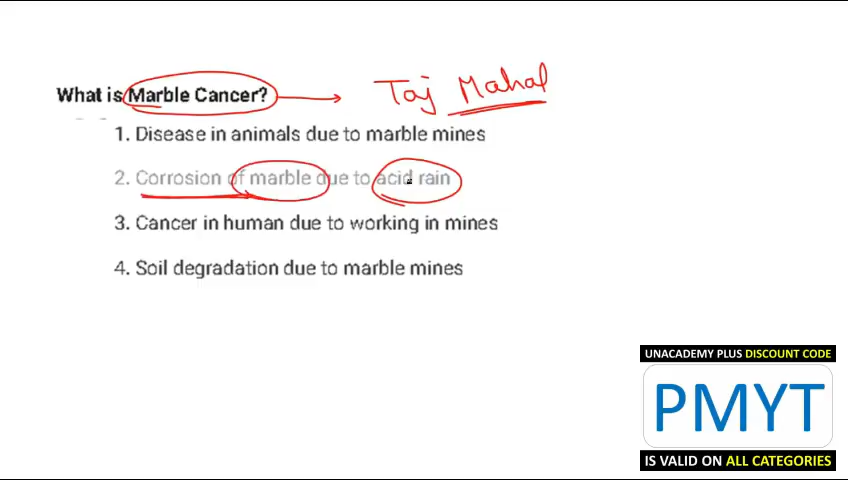 What is Marble Cancer? Taj Mahal
1. Disease in animals due to marble mines
2. Corrosion of marble due to acid rain
3. Cancer in human due to working in mines
4. Soil degradation due to marble mines
UNACADEMY PLUS DISCOUNT CODE
PMYT
IS VALID ON ALL CATEGORIES